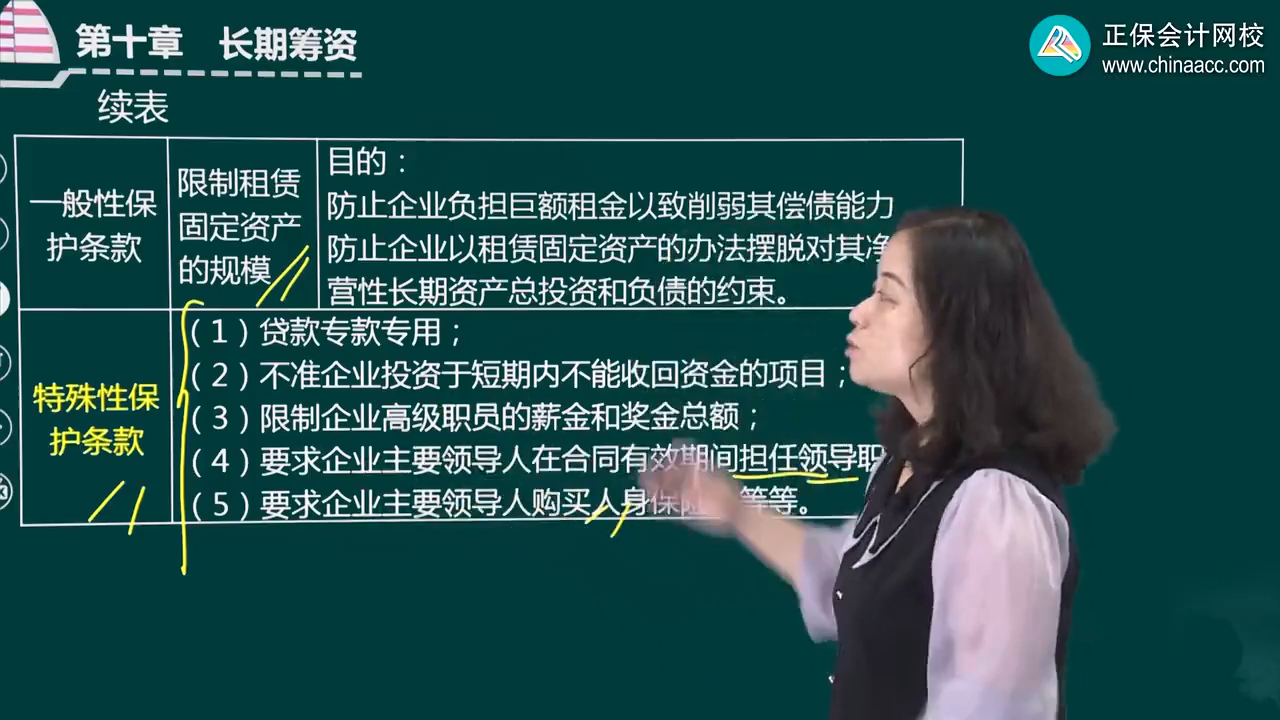 第十章 长期筹资
正保会计网校
www.chinaacc.com
续表
一般性保
护条款
限制租赁
固定资产
的规模
目的：
防止企业负担巨额租金以致削弱其偿债能力
防止企业以租赁固定资产的办法摆脱对其净
营性长期资产总投资和负债的约束。
特殊性保
护条款
（1）贷款专款专用；
（2）不准企业投资于短期内不能收回资金的项目；
（3）限制企业高级职员的薪金和奖金总额；
（4）要求企业主要领导人在合同有效期间担任领导职
（5）要求企业主要领导人购买人身保险 等等。